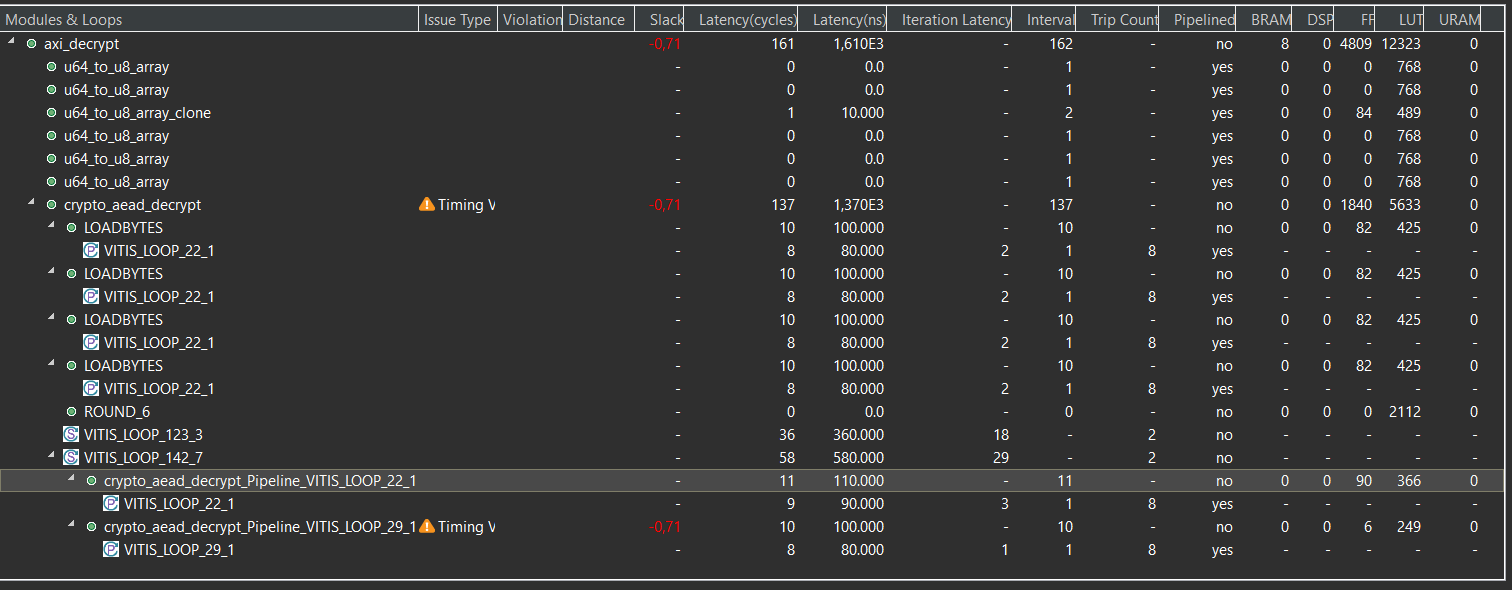 Modules & Loops Issue Type Violation Distance Slack Latency(cycles) Latency(ns) Iteration Latency Interval Trip Count Pipelined BRAM DSP FF LUT URAM
axi_decrypt -0,71 161 1,610E3 - 162 - no 8 0 4809 12323 0
u64_to_u8_array - 0 0.0 - 1 - yes 0 0 0 768 0
u64_to_u8_array - 0 0.0 - 1 - yes 0 0 0 768 0
u64_to_u8_array_clone - 1 10.000 - 2 - yes 0 0 84 489 0
u64_to_u8_array - 0 0.0 - 1 - yes 0 0 0 768 0
u64_to_u8_array - 0 0.0 - 1 - yes 0 0 0 768 0
u64_to_u8_array - 0 0.0 - 1 - yes 0 0 0 768 0
crypto_aead_decrypt Timing V -0,71 137 1,370E3 - 137 - no 0 0 1840 5633 0
LOADBYTES - 10 100.000 - 10 - no 0 0 82 425 0
VITIS_LOOP_22_1 - 8 80.000 2 1 8 yes - - - - -
LOADBYTES - 10 100.000 - 10 - no 0 0 82 425 0
VITIS_LOOP_22_1 - 8 80.000 2 1 8 yes - - - - -
LOADBYTES - 10 100.000 - 10 - no 0 0 82 425 0
VITIS_LOOP_22_1 - 8 80.000 2 1 8 yes - - - - -
LOADBYTES - 10 100.000 - 10 - no 0 0 82 425 0
VITIS_LOOP_22_1 - 8 80.000 2 1 8 yes - - - - -
ROUND_6 - 0 0.0 - 0 - no 0 0 0 2112 0
VITIS_LOOP_123_3 - 36 360.000 18 - 2 no - - - - -
VITIS_LOOP_142_7 - 58 580.000 29 - 2 no - - - - -
crypto_aead_decrypt_Pipeline_VITIS_LOOP_22_1 - 11 110.000 - 11 - no 0 0 90 366 0
VITIS_LOOP_22_1 - 9 90.000 3 1 8 yes - - - - -
crypto_aead_decrypt_Pipeline_VITIS_LOOP_29_1 Timing V -0,71 10 100.000 - 10 - no 0 0 6 249 0
VITIS_LOOP_29_1 - 8 80.000 1 1 8 yes - - - - -